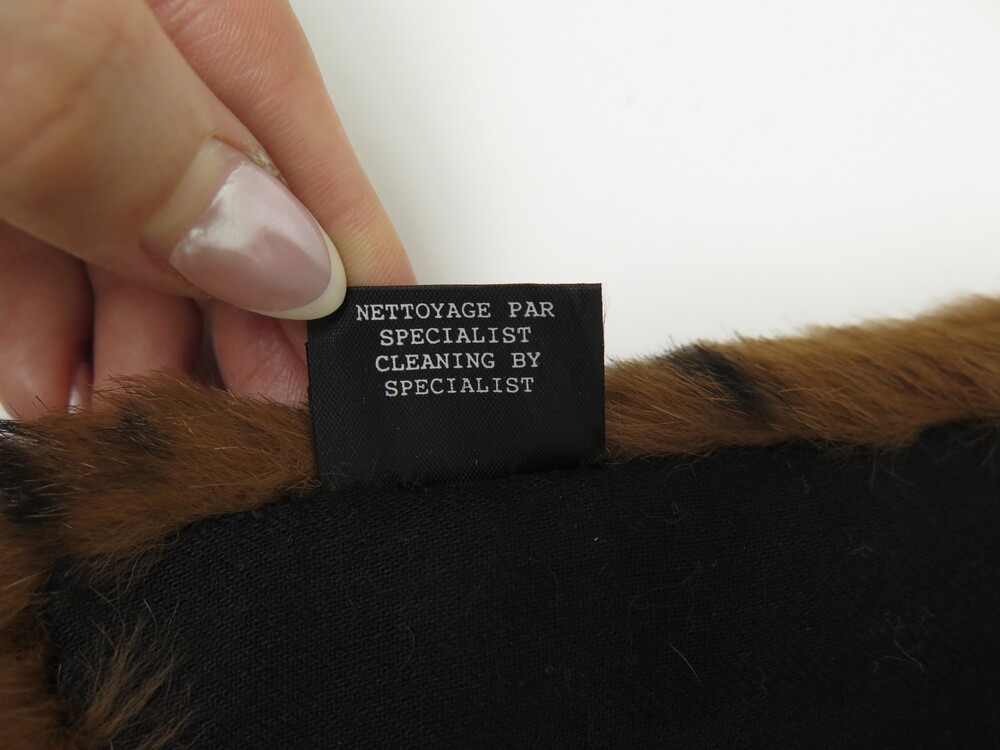 NETTOYAGE PAR
SPECIALIST
CLEANING BY
SPECIALIST